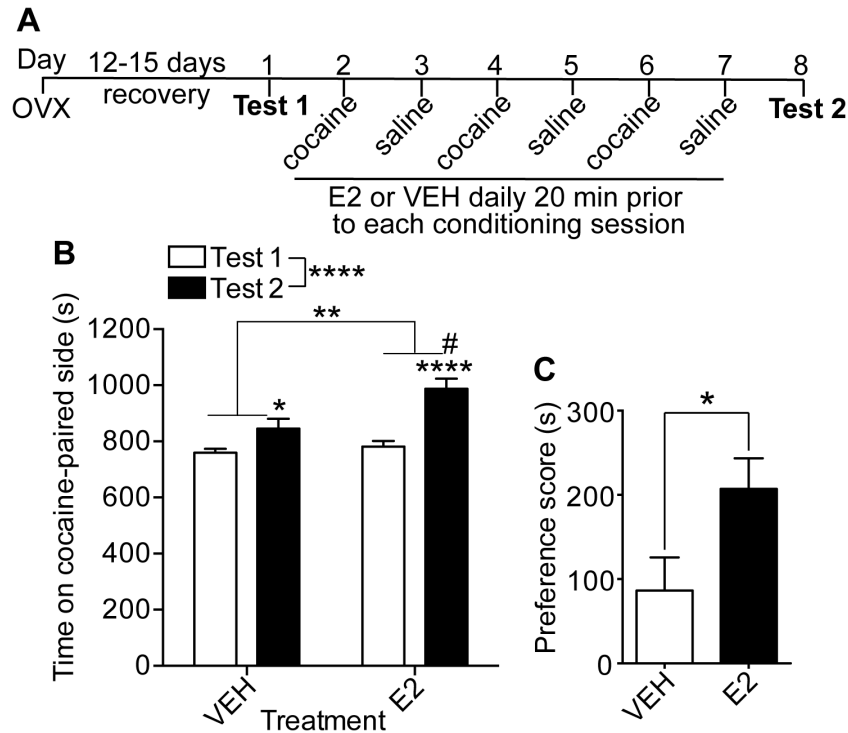 A
Day 12-15 days 1 2 3 4 5 6 7 8
OVX recovery Test 1 cocaine saline cocaine saline cocaine saline Test 2
E2 or VEH daily 20 min prior
to each conditioning session
B
Test 1
Test 2
****
Time on cocaine-paired side (s)
1200
1000
800
600
400
200
0
**
*
#
****
VEH
E2
Treatment
C
Preference score (s)
300
200
100
0
*
VEH
E2